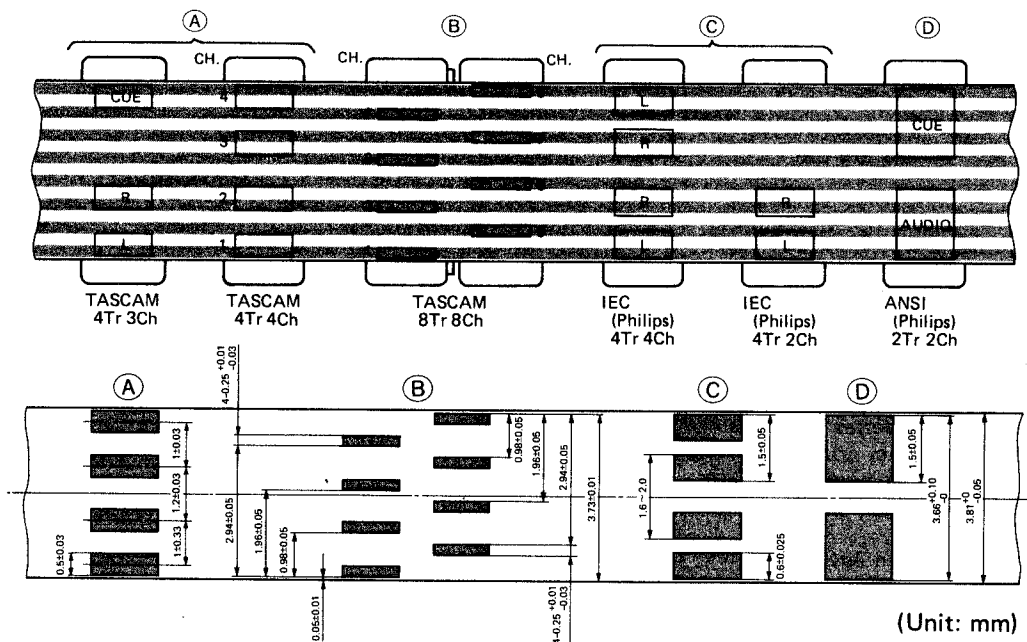 A
B
C
D
CH.
CH.
CH.
CUE
4
L
3
R
CUE
R
2
R
R
L
1
L
L
AUDIO
TASCAM
4Tr 3Ch
TASCAM
4Tr 4Ch
TASCAM
8Tr 8Ch
IEC
(Philips)
4Tr 4Ch
IEC
(Philips)
4Tr 2Ch
ANSI
(Philips)
2Tr 2Ch
A
B
C
D
1±0.03
1.2±0.03
1±0.33
0.5±0.03
4-0.25 +0.01 -0.03
2.94±0.05
1.96±0.05
0.98±0.05
0.05±0.01
0.98±0.05
1.96±0.05
2.94±0.05
3.73±0.01
4-0.25 +0.01 -0.03
1.6~2.0
1.5±0.05
0.6±0.025
1.5±0.05
3.66 +0.10 -0
3.81 +0 -0.05
(Unit: mm)